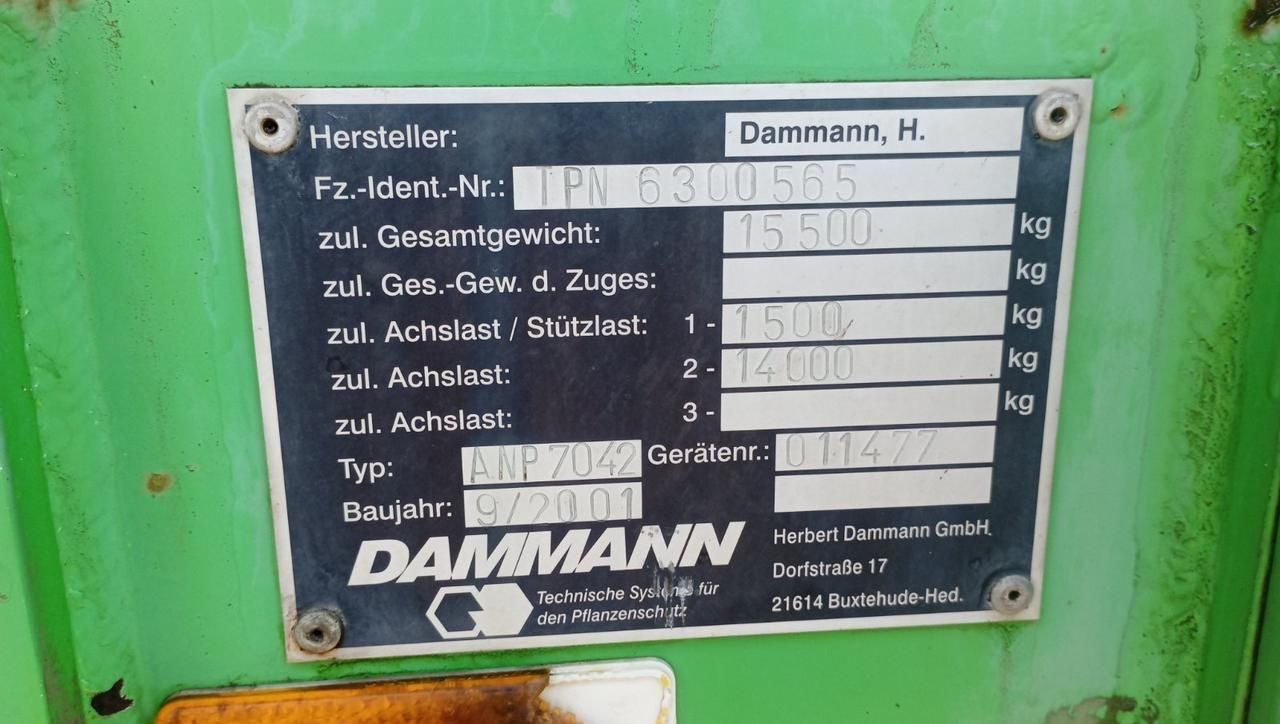 Hersteller: Dammann, H.
Fz.-Ident.-Nr.: TPN 6300565
zul. Gesamtgewicht: 15 500 kg
zul. Ges.-Gew. d. Zuges: kg
zul. Achslast / Stützlast: 1 - 1500 kg
zul. Achslast: 2 - 14000 kg
zul. Achslast: 3 - kg
Typ: ANP 7042 Gerätenr.: 011477
Baujahr: 9/2001
DAMMANN
Technische Systeme für
den Pflanzenschutz
Herbert Dammann GmbH.
Dorfstraße 17
21614 Buxtehude-Hed.